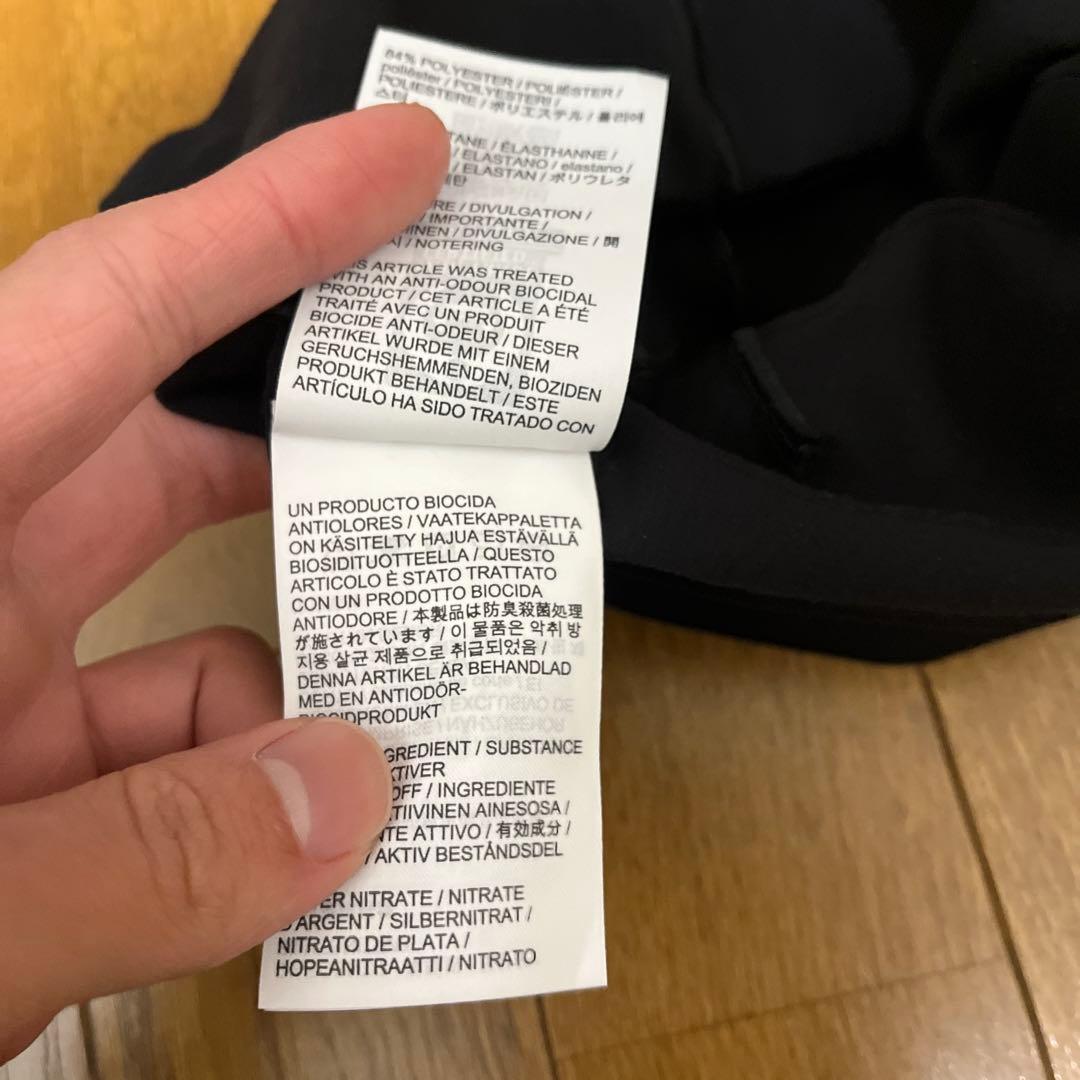 84% POLYESTER / POLIÉSTER /
poliéster / POLYESTERI /
POLIESTERE / ポリエステル / 폴리에
스터
TANE / ÉLASTHANNE /
/ ELASTANO / elastano /
/ ELASTAN / ポリウレタ
RE / DIVULGATION /
/ IMPORTANTE /
HINEN / DIVULGAZIONE / 開
/ NOTERING
ARTICLE WAS TREATED
WITH AN ANTI-ODOUR BIOCIDAL
PRODUCT / CET ARTICLE A ÉTÉ
TRAITÉ AVEC UN PRODUIT
BIOCIDE ANTI-ODEUR / DIESER
ARTIKEL WURDE MIT EINEM
GERUCHSHEMMENDEN, BIOZIDEN
PRODUKT BEHANDELT / ESTE
ARTÍCULO HA SIDO TRATADO CON
UN PRODUCTO BIOCIDA
ANTIOLORES / VAATEKAPPALETTA
ON KÄSITELTY HAJUA ESTÄVÄLLÄ
BIOSIDITUOTTEELLA / QUESTO
ARTICOLO È STATO TRATTATO
CON UN PRODOTTO BIOCIDA
ANTIODORE / 本製品は防臭殺菌処理
が施されています / 이 물품은 악취 방
지용 살균 제품으로 취급되었음 /
DENNA ARTIKEL ÄR BEHANDLAD
MED EN ANTIODÖR-
BIOCIDPRODUKT
GREDIENT / SUBSTANCE
KTIVER
OFF / INGREDIENTE
TIIVINEN AINESOSA /
NTE ATTIVO / 有効成分 /
/ AKTIV BESTÅNDSDEL
ER NITRATE / NITRATE
D'ARGENT / SILBERNITRAT /
NITRATO DE PLATA /
HOPEANITRAATTI / NITRATO